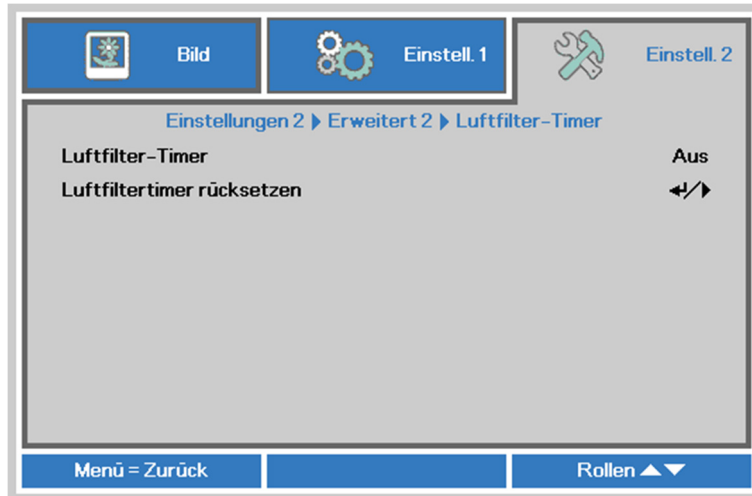 Bild
Einstell. 1
Einstell. 2
Einstellungen 2 ▶ Erweitert 2 ▶ Luftfilter-Timer
Luftfilter-Timer Aus
Luftfiltertimer rücksetzen ↵/▶
Menü = Zurück
Rollen ▲▼